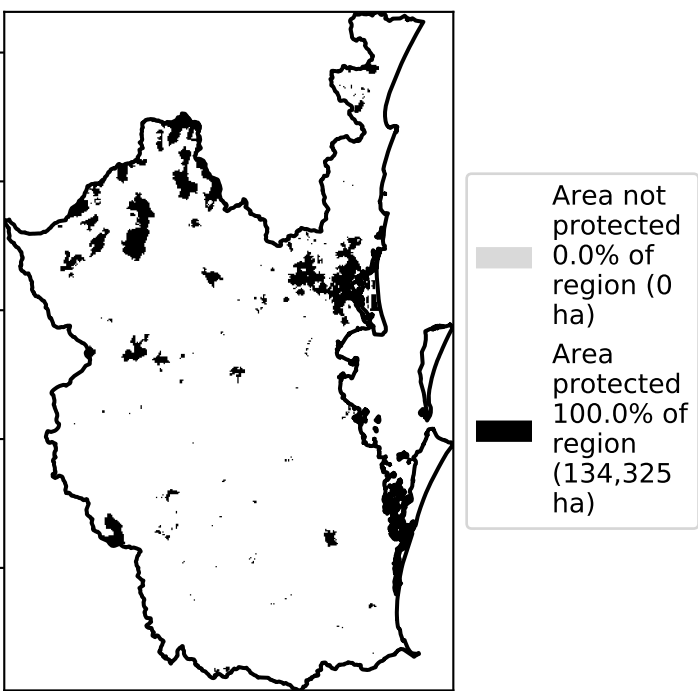 Area not
protected
0.0% of
region (0
ha)
Area
protected
100.0% of
region
(134,325
ha)